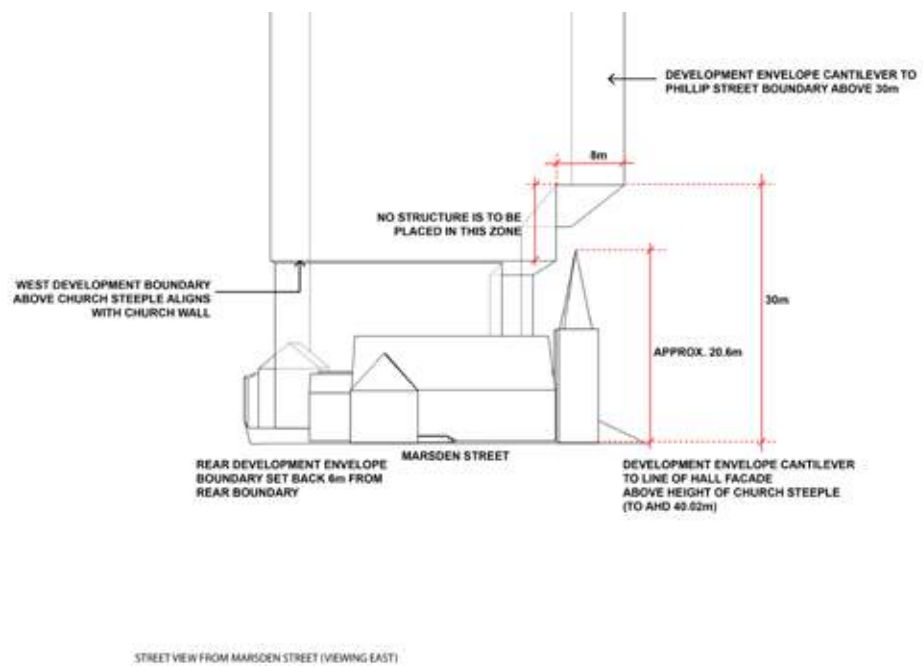 DEVELOPMENT ENVELOPE CANTILEVER TO
PHILLIP STREET BOUNDARY ABOVE 30m
8m
NO STRUCTURE IS TO BE
PLACED IN THIS ZONE
WEST DEVELOPMENT BOUNDARY
ABOVE CHURCH STEEPLE ALIGNS
WITH CHURCH WALL
30m
APPROX. 20.6m
MARSDEN STREET
REAR DEVELOPMENT ENVELOPE
BOUNDARY SET BACK 6m FROM
REAR BOUNDARY
DEVELOPMENT ENVELOPE CANTILEVER
TO LINE OF HALL FACADE
ABOVE HEIGHT OF CHURCH STEEPLE
(TO AHD 40.02m)
STREET VIEW FROM MARSDEN STREET (VIEWING EAST)